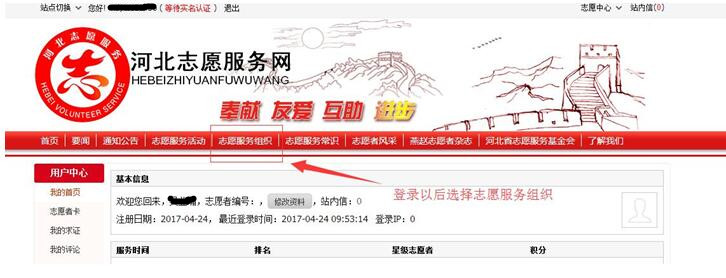 站点切换 您好! （等待实名认证） 退出 志愿中心 站内信(0)
河北志愿服务
志
HEBEI VOLUNTEER SERVICE
河北志愿服务网
HEBEIZHIYUANFUWUWANG
奉献 友爱 互助 进步
首页 要闻 通知公告 志愿服务活动 志愿服务组织 志愿服务常识 志愿者风采 燕赵志愿者杂志 河北省志愿服务基金会 了解我们
登录以后选择志愿服务组织
用户中心
我的首页
志愿者卡
我的求证
我的评论
基本信息
欢迎您回来, , 志愿者编号: , 修改资料 , 站内信: 0
注册日期: 2017-04-24, 最近登录时间: 2017-04-24 09:53:14 登录IP: 0
服务时间 排名 星级志愿者 积分